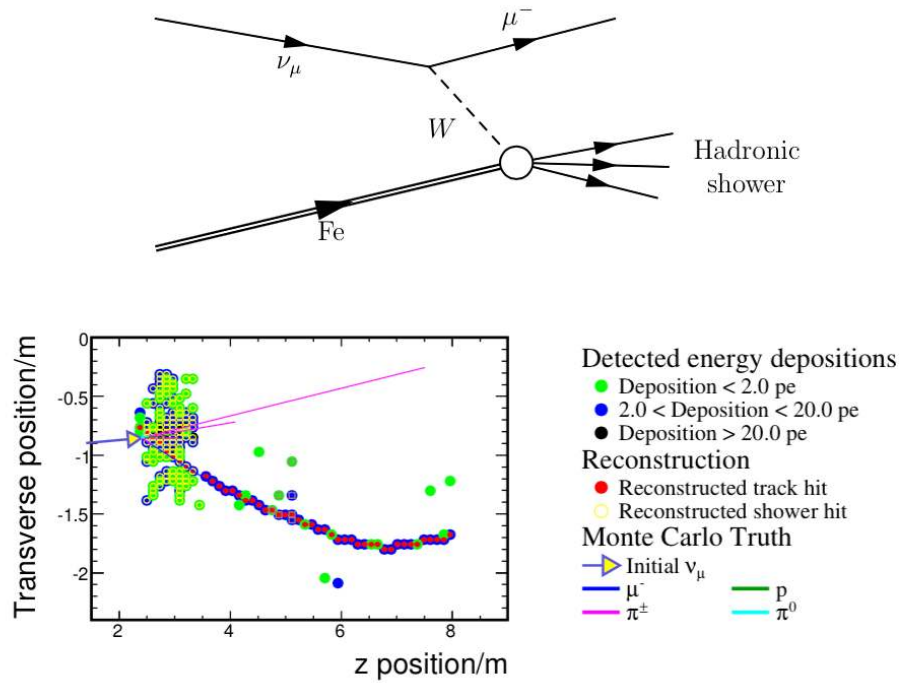 μ⁻
ν_μ
W
Hadronic
shower
Fe
Transverse position/m
0
-0.5
-1
-1.5
-2
2 4 6 8
z position/m
Detected energy depositions
Deposition < 2.0 pe
2.0 < Deposition < 20.0 pe
Deposition > 20.0 pe
Reconstruction
Reconstructed track hit
Reconstructed shower hit
Monte Carlo Truth
Initial ν_μ
μ⁻ p
π± π⁰